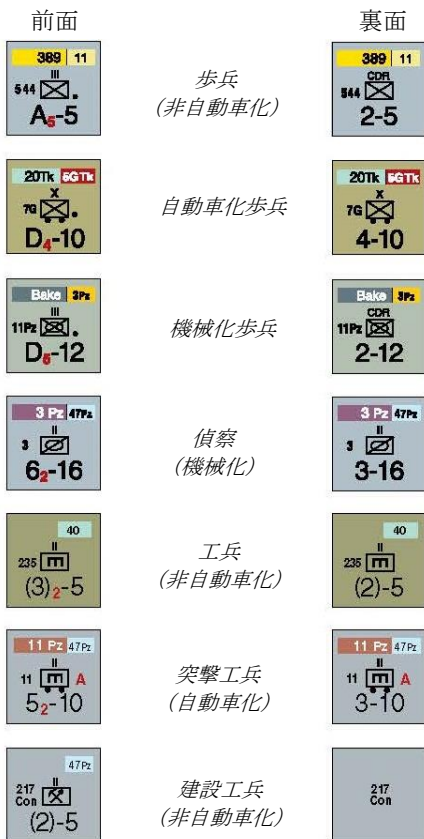 前面 裏面
389 11
III
544
A5-5
歩兵
(非自動車化)
389 11
CDR
544
2-5
20Tk 5GTk
X
7G
D4-10
自動車化歩兵
20Tk 5GTk
X
7G
4-10
Bake 3Pz
III
11Pz
D5-12
機械化歩兵
Bake 3Pz
CDR
11Pz
2-12
3 Pz 47Pz
II
3
62-16
偵察
(機械化)
3 Pz 47Pz
II
3
3-16
40
II
235
(3)2-5
工兵
(非自動車化)
40
II
235
(2)-5
11 Pz 47Pz
II
11 A
52-10
突撃工兵
(自動車化)
11 Pz 47Pz
II
11 A
3-10
47Pz
II
217
Con
(2)-5
建設工兵
(非自動車化)
217
Con